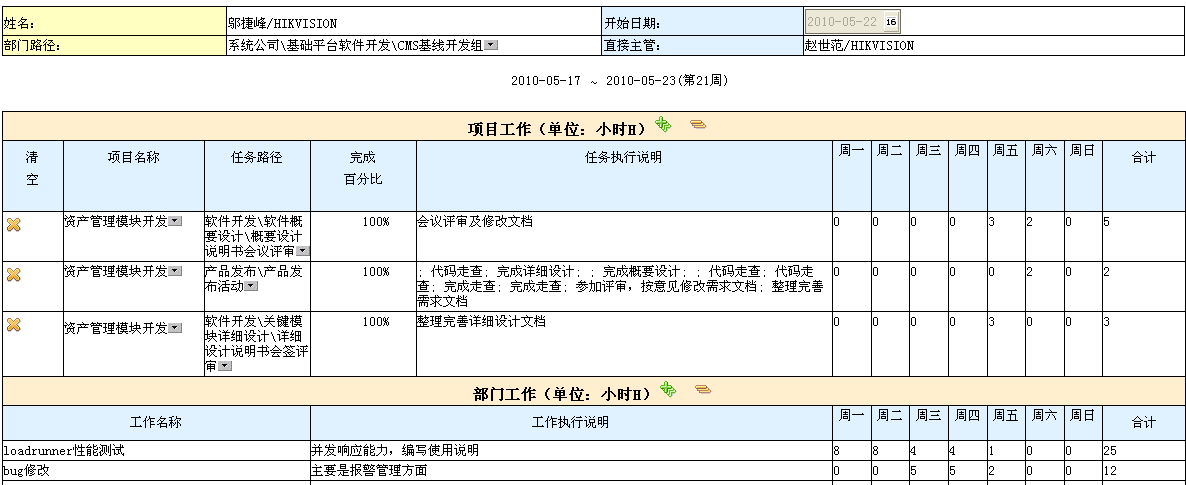 姓名: 邬捷峰/HIKVISION 开始日期: 2010-05-22 16
部门路径: 系统公司\基础平台软件开发\CMS基线开发组 直接主管: 赵世范/HIKVISION
2010-05-17 ~ 2010-05-23(第21周)
项目工作（单位：小时H）
清空 项目名称 任务路径 完成百分比 任务执行说明 周一 周二 周三 周四 周五 周六 周日 合计
资产管理模块开发 软件开发\软件概要设计\概要设计说明书会议评审 100% 会议评审及修改文档 0 0 0 0 3 2 0 5
资产管理模块开发 产品发布\产品发布活动 100% ; 代码走查; 完成详细设计; ; 完成概要设计; ; 代码走查; 代码走查; 完成走查; 完成走查; 参加评审，按意见修改需求文档; 整理完善需求文档 0 0 0 0 0 2 0 2
资产管理模块开发 软件开发\关键模块详细设计\详细设计说明书会签评审 100% 整理完善详细设计文档 0 0 0 0 3 0 0 3
部门工作（单位：小时H）
工作名称 工作执行说明 周一 周二 周三 周四 周五 周六 周日 合计
loadrunner性能测试 并发响应能力，编写使用说明 8 8 4 4 1 0 0 25
bug修改 主要是报警管理方面 0 0 5 5 2 0 0 12